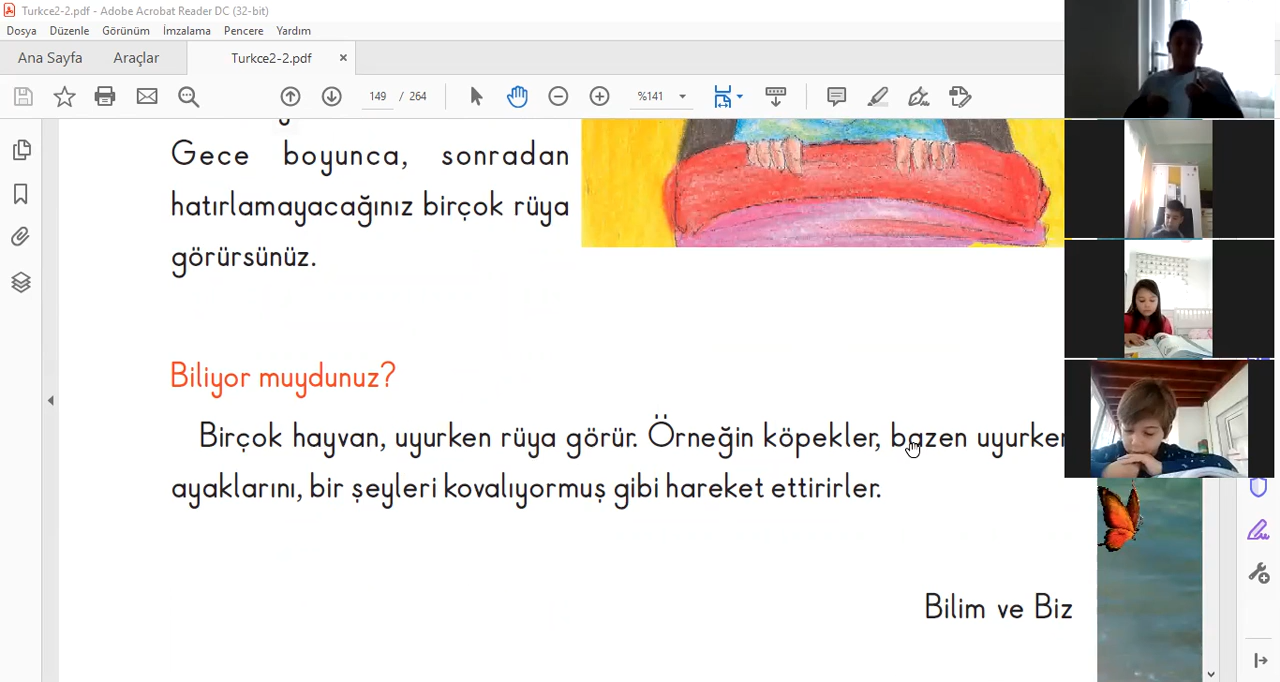 Turkce2-2.pdf - Adobe Acrobat Reader DC (32-bit)
Dosya Düzenle Görünüm İmzalama Pencere Yardım
Ana Sayfa Araçlar Turkce2-2.pdf ×
149 / 264 %141
Gece boyunca, sonradan
hatırlamayacağınız birçok rüya
görürsünüz.
Biliyor muydunuz?
Birçok hayvan, uyurken rüya görür. Örneğin köpekler, bazen uyurken
ayaklarını, bir şeyleri kovalıyormuş gibi hareket ettirirler.
Bilim ve Biz